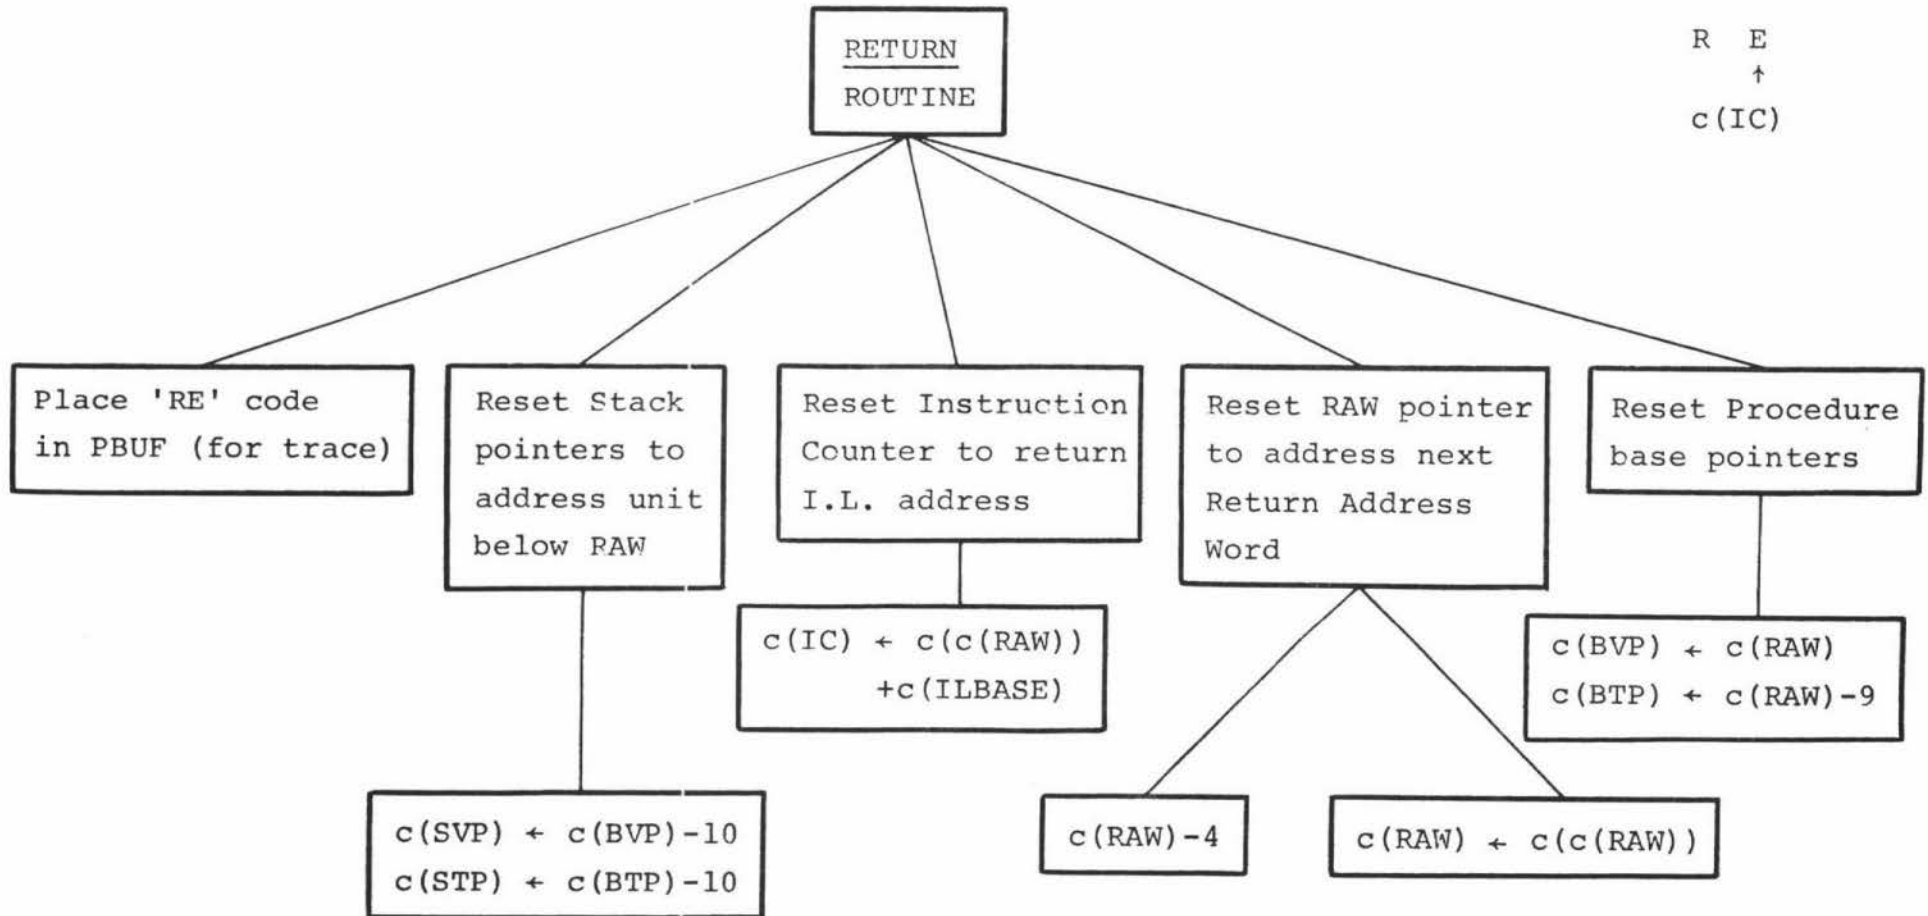 RETURN
ROUTINE
R E
↑
c(IC)
Place 'RE' code
in PBUF (for trace)
Reset Stack
pointers to
address unit
below RAW
Reset Instruction
Counter to return
I.L. address
Reset RAW pointer
to address next
Return Address
Word
Reset Procedure
base pointers
c(SVP) ← c(BVP)-10
c(STP) ← c(BTP)-10
c(IC) ← c(c(RAW))
+c(ILBASE)
c(RAW)-4
c(RAW) ← c(c(RAW))
c(BVP) ← c(RAW)
c(BTP) ← c(RAW)-9